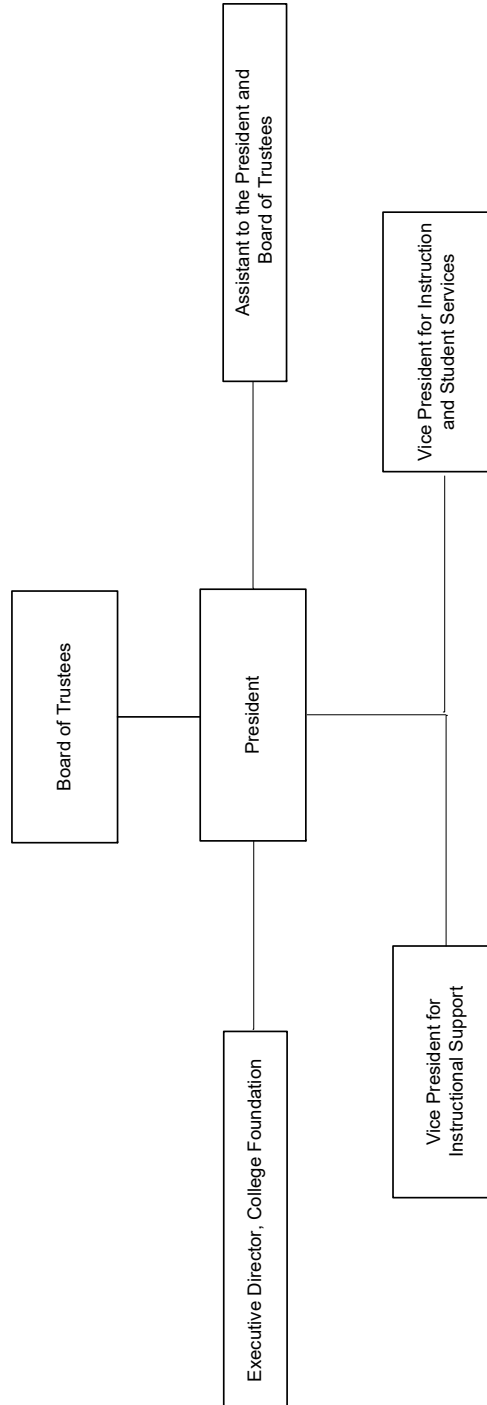 Board of Trustees
Executive Director, College Foundation
President
Assistant to the President and
Board of Trustees
Vice President for
Instructional Support
Vice President for Instruction
and Student Services